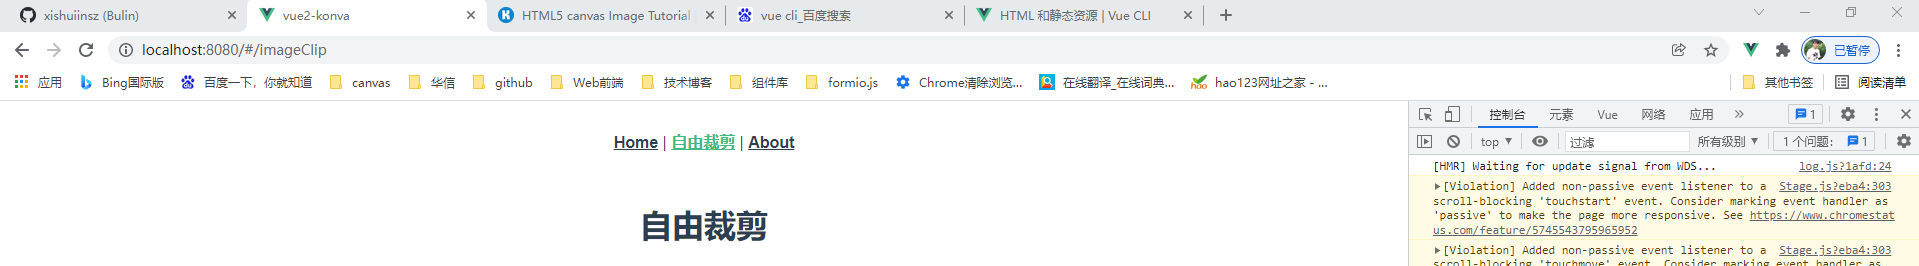 xishuiinsz (Bulin)
vue2-konva
HTML5 canvas Image Tutorial
vue cli_百度搜索
HTML 和静态资源 | Vue CLI
localhost:8080/#/imageClip
已暂停
应用
Bing国际版
百度一下，你就知道
canvas
华信
github
Web前端
技术博客
组件库
formio.js
Chrome清除浏览...
在线翻译_在线词典...
hao123网址之家 - ...
其他书签
阅读清单
Home | 自由裁剪 | About
自由裁剪
控制台
元素
Vue
网络
应用
1
top
过滤
所有级别
1 个问题:
1
[HMR] Waiting for update signal from WDS...
log.js?1afd:24
[Violation] Added non-passive event listener to a
Stage.js?eba4:303
scroll-blocking 'touchstart' event. Consider marking event handler as
'passive' to make the page more responsive. See https://www.chromestat
us.com/feature/5745543795965952
[Violation] Added non-passive event listener to a
Stage.js?eba4:303
scroll-blocking 'touchmove' event. Consider marking event handler as